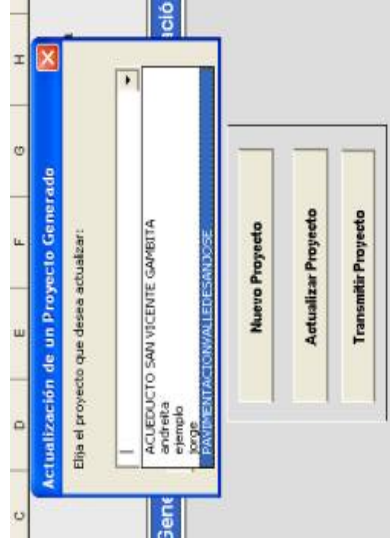 C D E F G H
Actualización de un Proyecto Generado
Elija el proyecto que desea actualizar:
ACUEDUCTO SAN VICENTE GAMBITA
andreita
ejemplo
jorge
PAVIMENTACIONVALLEDESANJOSE
Gene
ació
Nuevo Proyecto
Actualizar Proyecto
Transmitir Proyecto